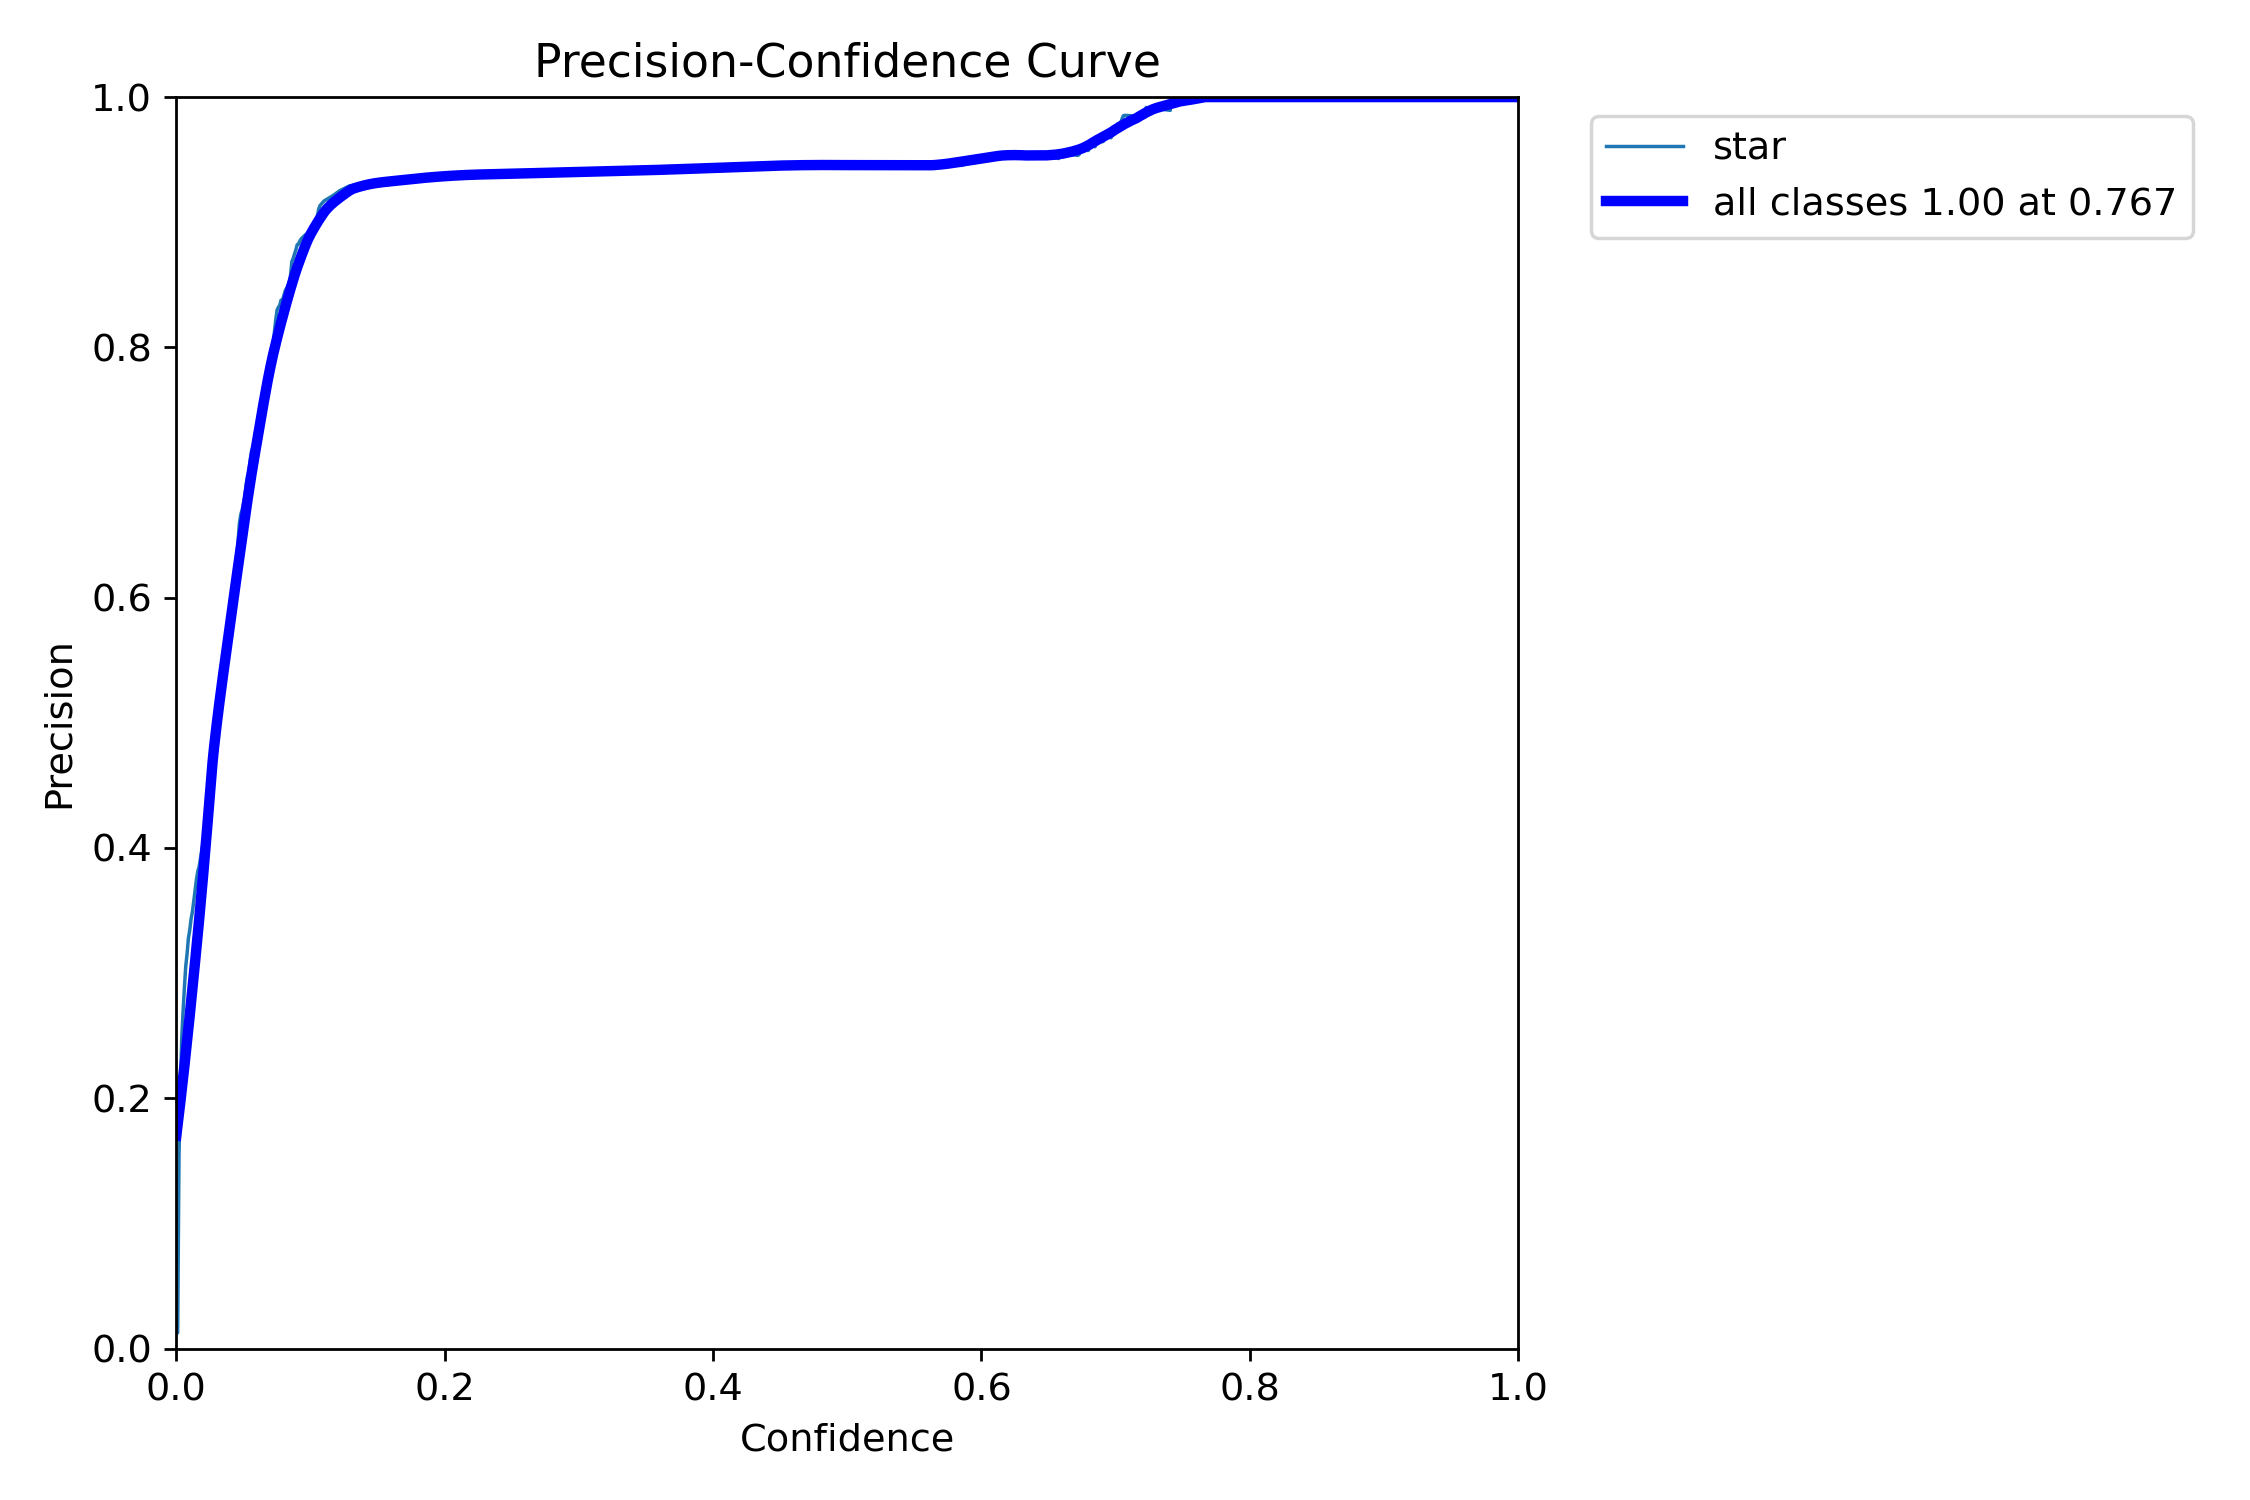 Precision-Confidence Curve
1.0
0.8
0.6
0.4
0.2
0.0
Precision
0.0 0.2 0.4 0.6 0.8 1.0
Confidence
star
all classes 1.00 at 0.767